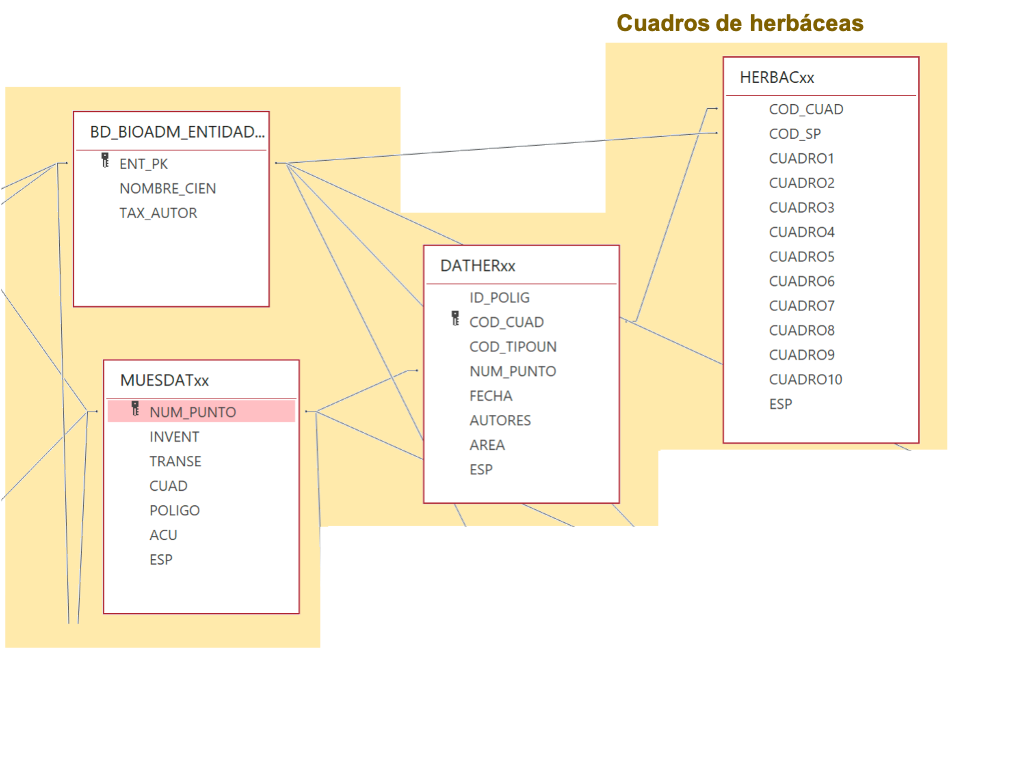 Cuadros de herbáceas
BD_BIOADM_ENTIDAD...
ENT_PK
NOMBRE_CIEN
TAX_AUTOR
MUESDATxx
NUM_PUNTO
INVENT
TRANSE
CUAD
POLIGO
ACU
ESP
DATHERxx
ID_POLIG
COD_CUAD
COD_TIPOUN
NUM_PUNTO
FECHA
AUTORES
AREA
ESP
HERBACxx
COD_CUAD
COD_SP
CUADRO1
CUADRO2
CUADRO3
CUADRO4
CUADRO5
CUADRO6
CUADRO7
CUADRO8
CUADRO9
CUADRO10
ESP